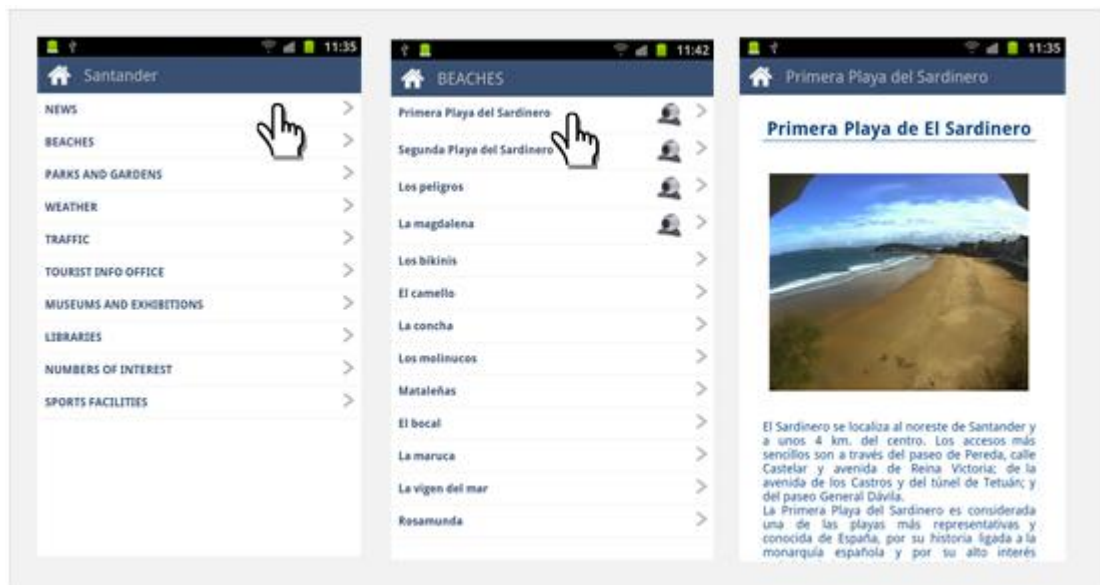 11:35
Santander
NEWS
BEACHES
PARKS AND GARDENS
WEATHER
TRAFFIC
TOURIST INFO OFFICE
MUSEUMS AND EXHIBITIONS
LIBRARIES
NUMBERS OF INTEREST
SPORTS FACILITIES
11:42
BEACHES
Primera Playa del Sardinero
Segunda Playa del Sardinero
Los peligros
La magdalena
Los bikinis
El camello
La concha
Los molinucos
Mataleñas
El bocal
La maruca
La vigen del mar
Rosamunda
11:35
Primera Playa del Sardinero
Primera Playa de El Sardinero
El Sardinero se localiza al noreste de Santander y
a unos 4 km. del centro. Los accesos más
sencillos son a través del paseo de Pereda, calle
Castelar y avenida de Reina Victoria; de la
avenida de los Castros y del túnel de Tetuán; y
del paseo General Dávila.
La Primera Playa del Sardinero es considerada
una de las playas más representativas y
conocida de España, por su historia ligada a la
monarquía española y por su alto interés